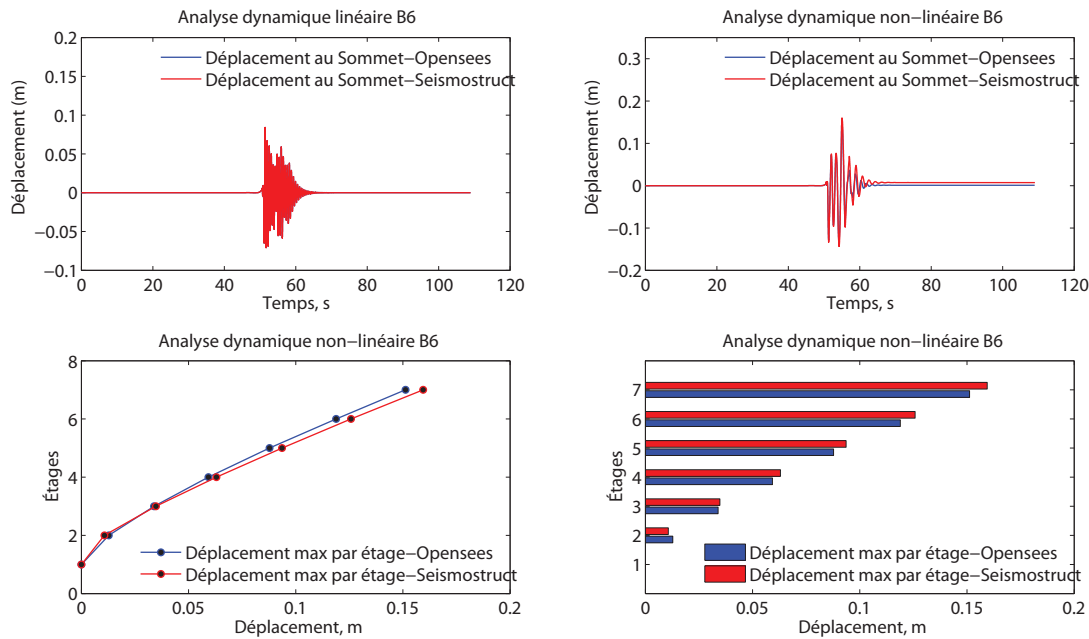 Analyse dynamique linéaire B6
0.2
0.15
0.1
0.05
0
−0.05
−0.1
Déplacement (m)
Déplacement au Sommet−Opensees
Déplacement au Sommet−Seismostruct
0 20 40 60 80 100 120
Temps, s
Analyse dynamique non−linéaire B6
0.3
0.2
0.1
0
−0.1
−0.2
Déplacement (m)
Déplacement au Sommet−Opensees
Déplacement au Sommet−Seismostruct
0 20 40 60 80 100 120
Temps, s
Analyse dynamique non−linéaire B6
8
6
4
2
0
Étages
Déplacement max par étage−Opensees
Déplacement max par étage−Seismostruct
0 0.05 0.1 0.15 0.2
Déplacement, m
Analyse dynamique non−linéaire B6
7
6
5
4
3
2
1
Étages
Déplacement max par étage−Opensees
Déplacement max par étage−Seismostruct
0 0.05 0.1 0.15 0.2
Déplacement, m